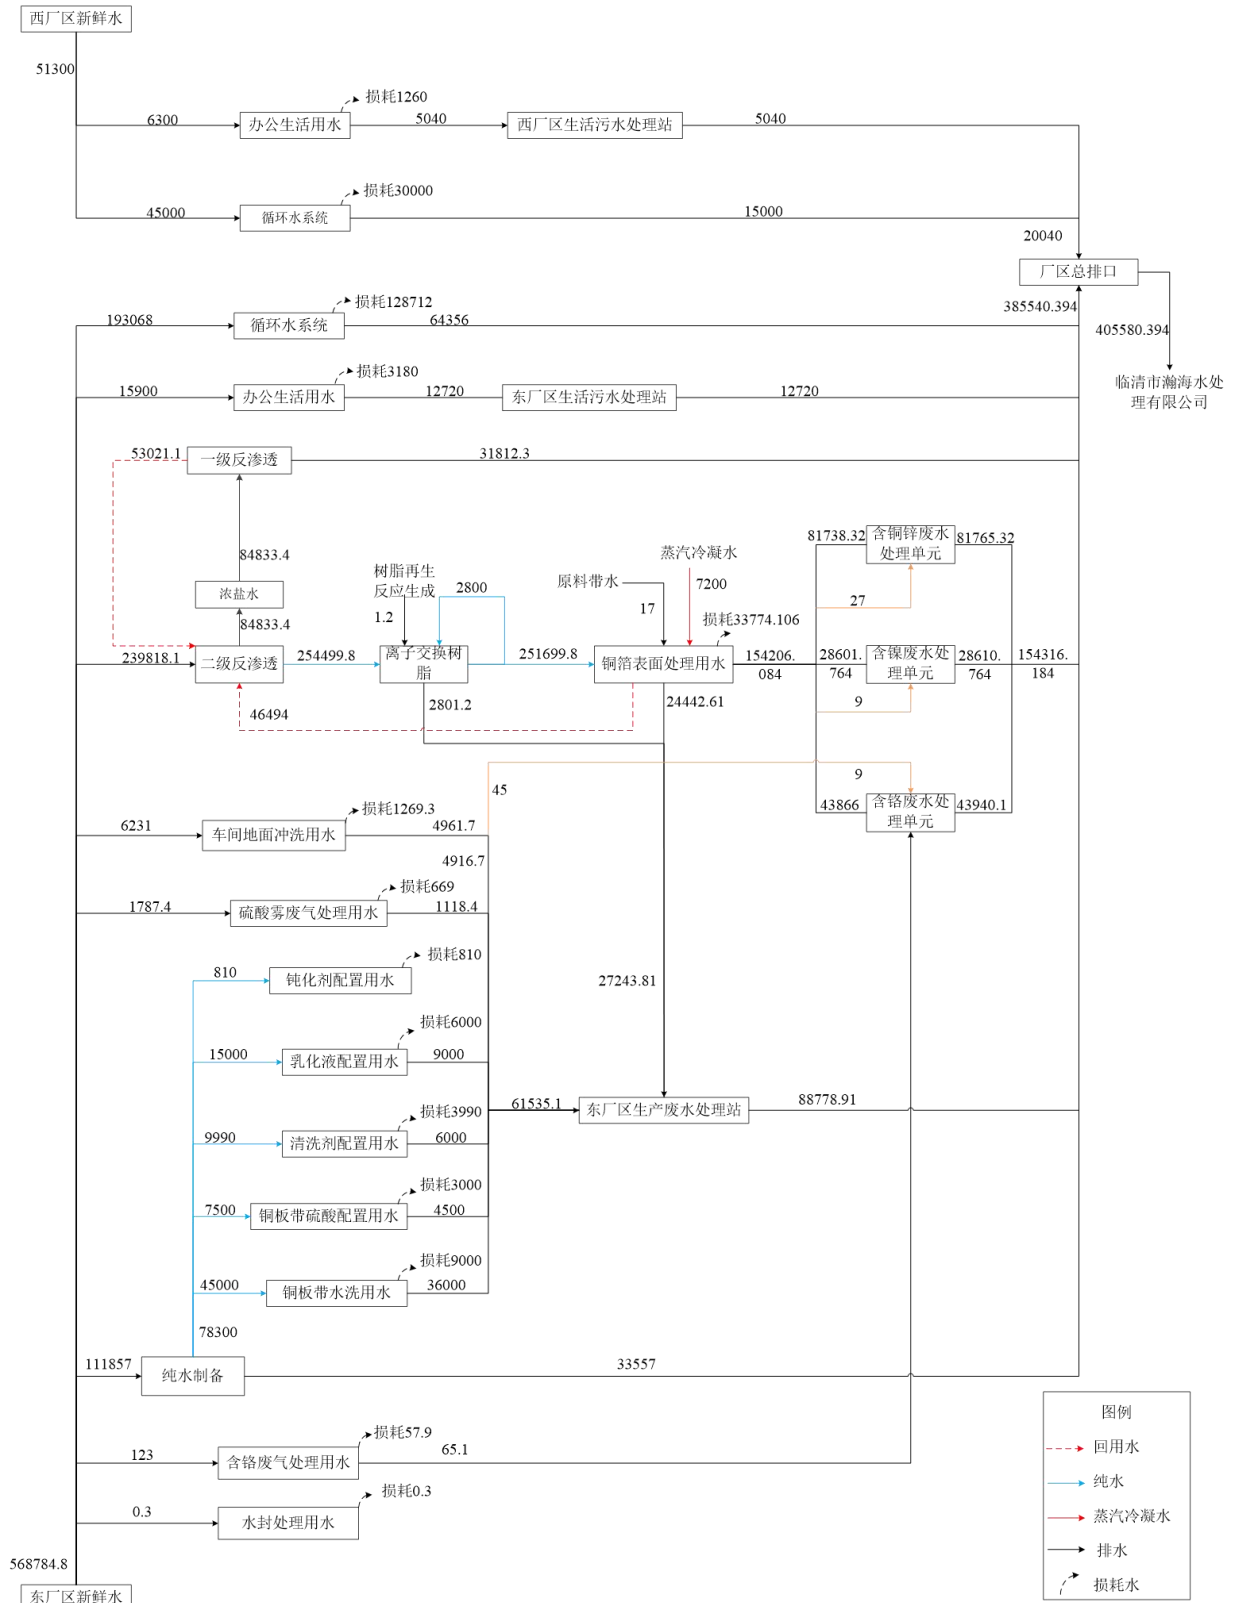 西厂区新鲜水
51300
损耗1260
6300
办公生活用水
5040
西厂区生活污水处理站
5040
损耗30000
45000
循环水系统
15000
20040
厂区总排口
损耗128712
385540.394
193068
循环水系统
64356
405580.394
损耗3180
15900
办公生活用水
12720
东厂区生活污水处理站
12720
临清市瀚海水处
理有限公司
53021.1
一级反渗透
31812.3
84833.4
浓盐水
84833.4
树脂再生
反应生成
2800
1.2
原料带水
17
蒸汽冷凝水
7200
损耗33774.106
81738.32
含铜锌废水
处理单元
81765.32
27
239818.1
二级反渗透
254499.8
离子交换树
脂
251699.8
铜箔表面处理用水
154206.
084
28601.
764
含镍废水处
理单元
28610.
764
154316.
184
46494
2801.2
24442.61
9
45
9
43866
含铬废水处
理单元
43940.1
损耗1269.3
6231
车间地面冲洗用水
4961.7
4916.7
损耗669
1787.4
硫酸雾废气处理用水
1118.4
损耗810
810
钝化剂配置用水
27243.81
损耗6000
15000
乳化液配置用水
9000
61535.1
东厂区生产废水处理站
88778.91
损耗3990
9990
清洗剂配置用水
6000
损耗3000
7500
铜板带硫酸配置用水
4500
损耗9000
45000
铜板带水洗用水
36000
78300
111857
纯水制备
33557
损耗57.9
123
含铬废气处理用水
65.1
损耗0.3
0.3
水封处理用水
568784.8
东厂区新鲜水
图例
回用水
纯水
蒸汽冷凝水
排水
损耗水